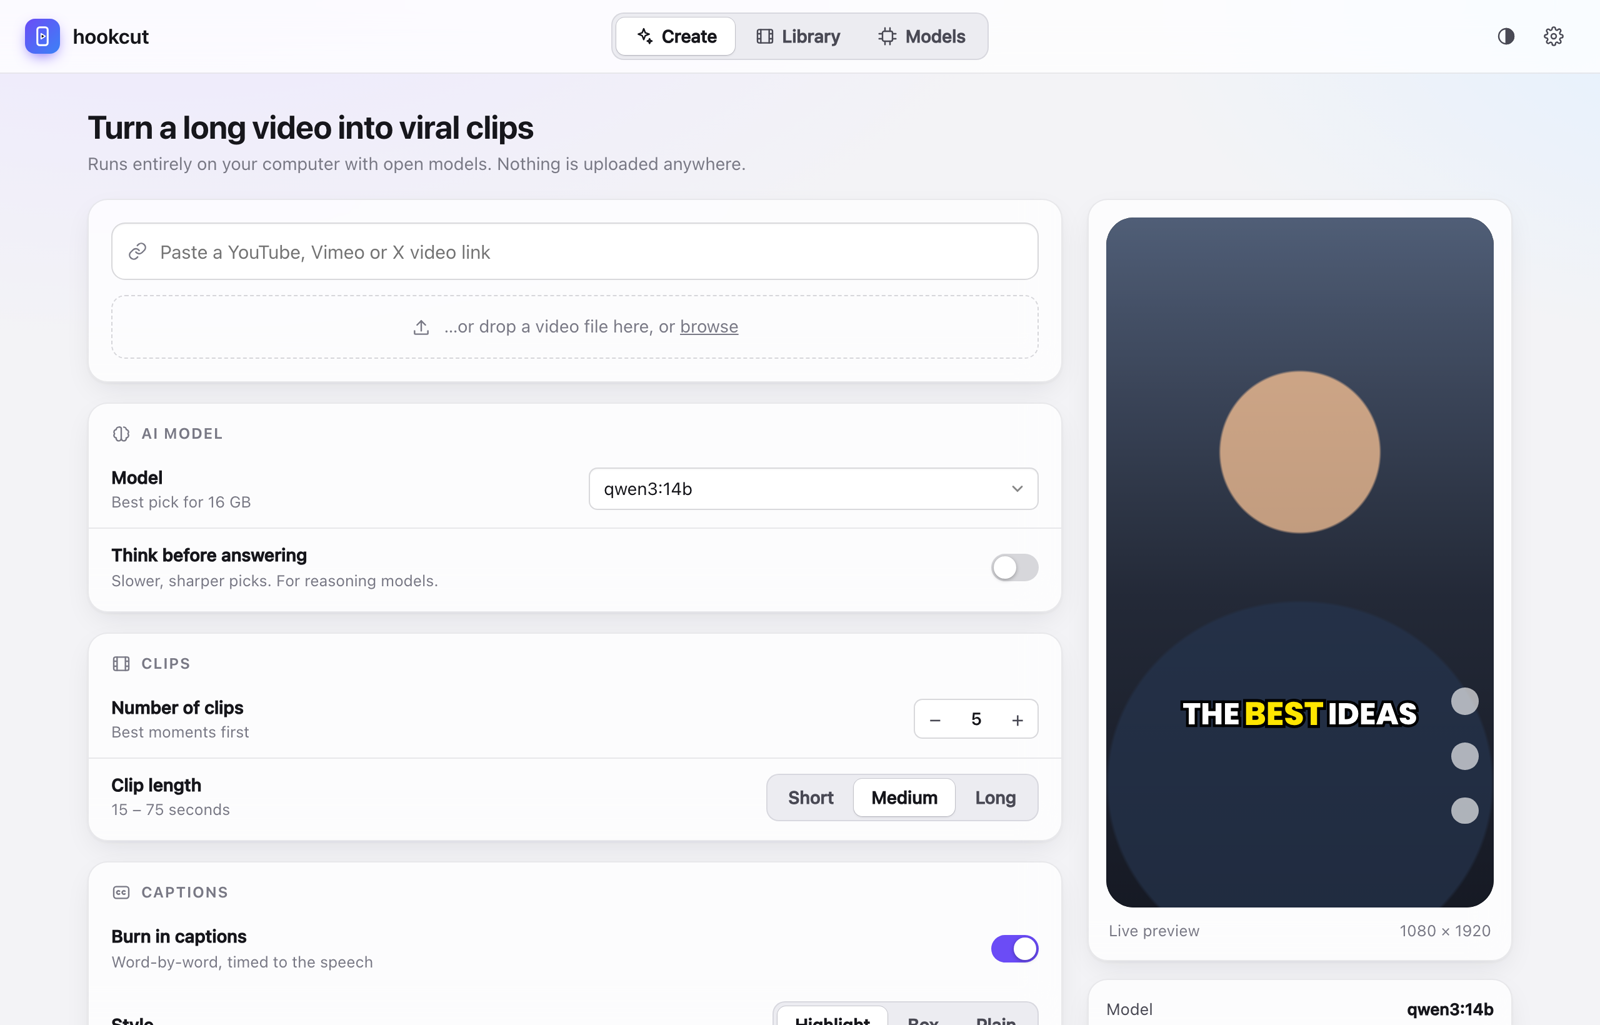 hookcut
Create
Library
Models
Turn a long video into viral clips
Runs entirely on your computer with open models. Nothing is uploaded anywhere.
Paste a YouTube, Vimeo or X video link
...or drop a video file here, or browse
AI MODEL
Model
Best pick for 16 GB
qwen3:14b
Think before answering
Slower, sharper picks. For reasoning models.
CLIPS
Number of clips
Best moments first
− 5 +
Clip length
15 – 75 seconds
Short
Medium
Long
CAPTIONS
Burn in captions
Word-by-word, timed to the speech
Style
Highlight
Box
Plain
THE BEST IDEAS
Live preview
1080 × 1920
Model
qwen3:14b